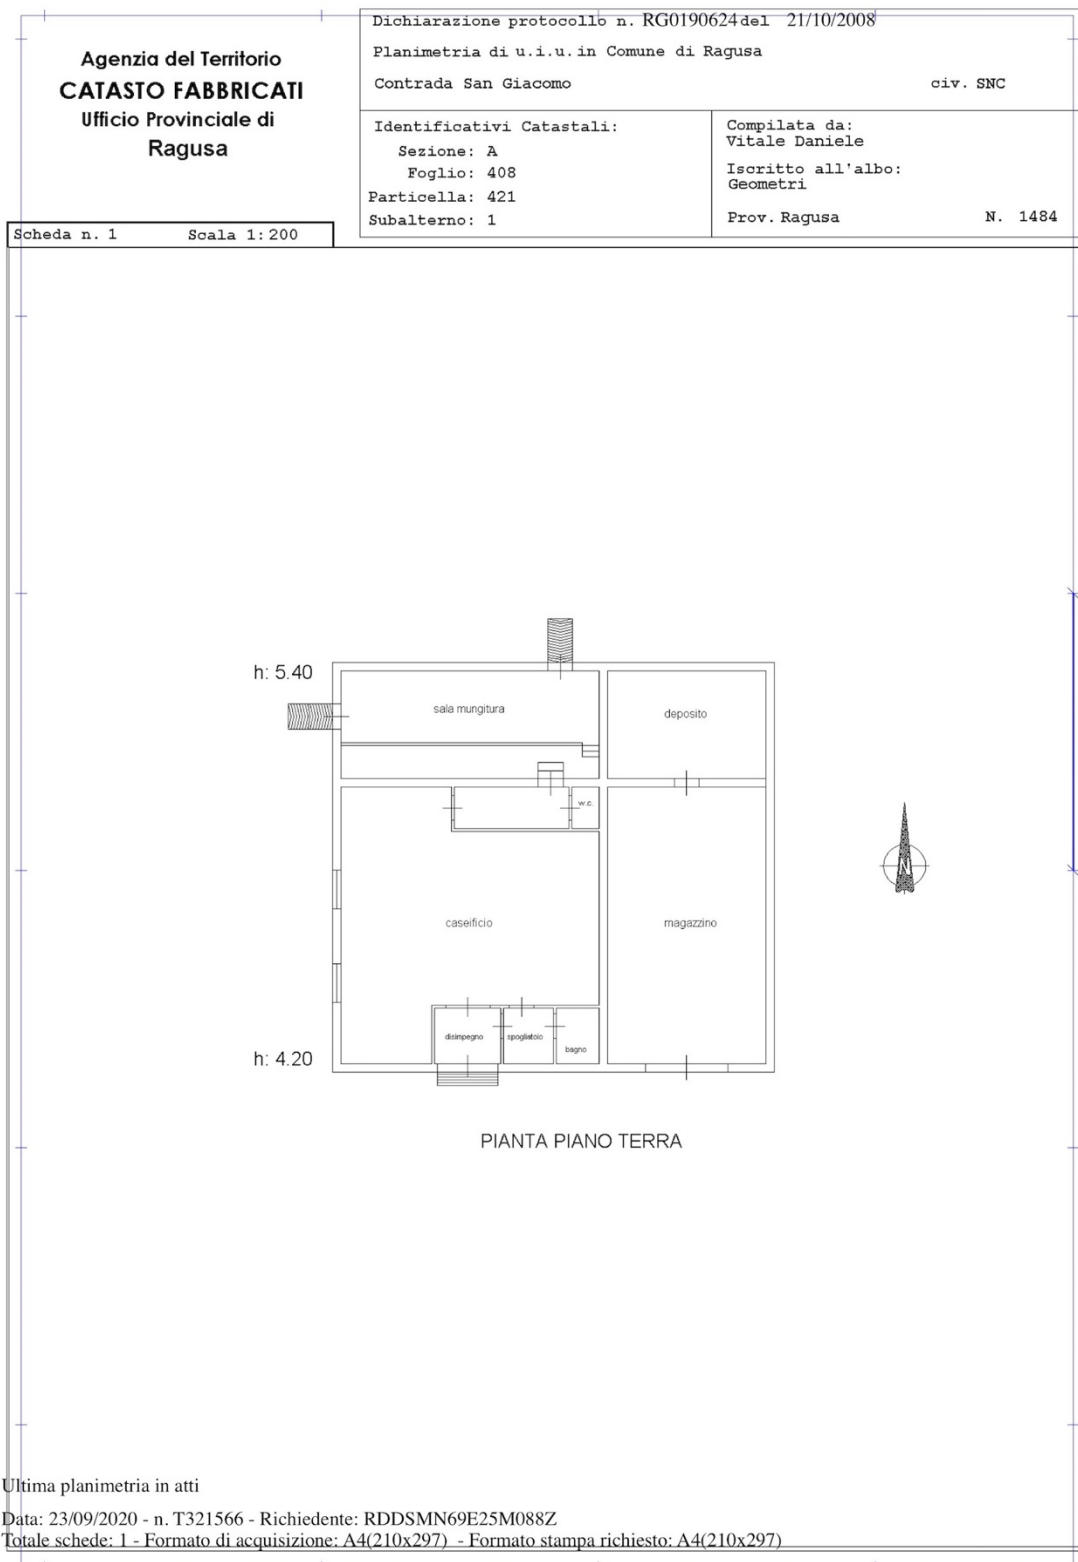 Agenzia del Territorio
CATASTO FABBRICATI
Ufficio Provinciale di
Ragusa
Dichiarazione protocollo n. RG0190624 del 21/10/2008
Planimetria di u.i.u. in Comune di Ragusa
Contrada San Giacomo civ. SNC
Identificativi Catastali:
Sezione: A
Foglio: 408
Particella: 421
Subalterno: 1
Compilata da:
Vitale Daniele
Iscritto all'albo:
Geometri
Prov. Ragusa N. 1484
Scheda n. 1 Scala 1:200
h: 5.40
sala mungitura
deposito
w.c.
N
caseificio
magazzino
disimpegno
spogliatoio
bagno
h: 4.20
PIANTA PIANO TERRA
Ultima planimetria in atti
Data: 23/09/2020 - n. T321566 - Richiedente: RDDSMN69E25M088Z
Totale schede: 1 - Formato di acquisizione: A4(210x297) - Formato stampa richiesto: A4(210x297)